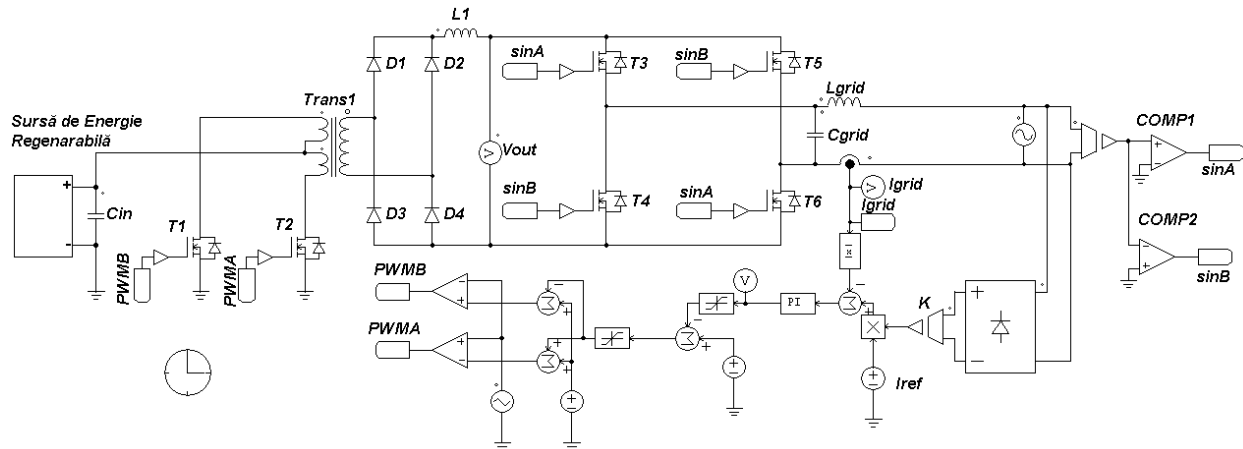 L1
sinA
T3
sinB
T5
D1
D2
Lgrid
Trans1
COMP1
Sursă de Energie
Regenarabilă
Cgrid
V
Vout
sinA
V
Igrid
Igrid
sinB
T4
sinA
T6
COMP2
Cin
T1
T2
D3
D4
sinB
|x|
PWMB
PWMA
PWMB
V
K
PI
PWMA
Iref